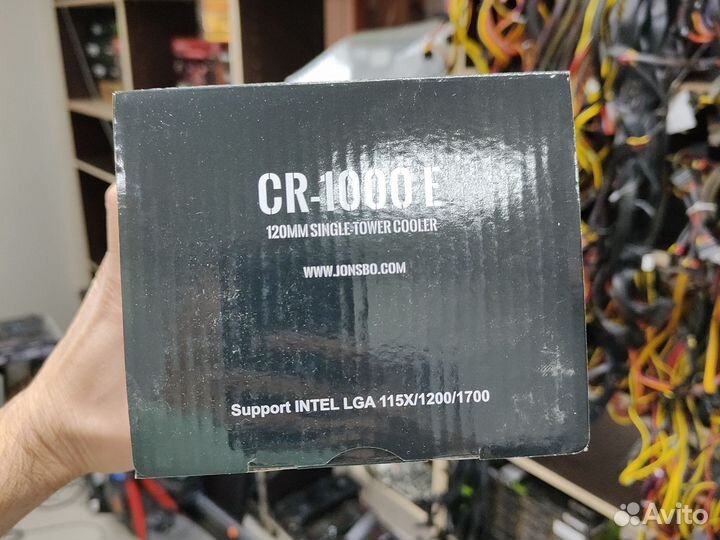 CR-1000 E
120MM SINGLE-TOWER COOLER
WWW.JONSBO.COM
Support INTEL LGA 115X/1200/1700
Avito